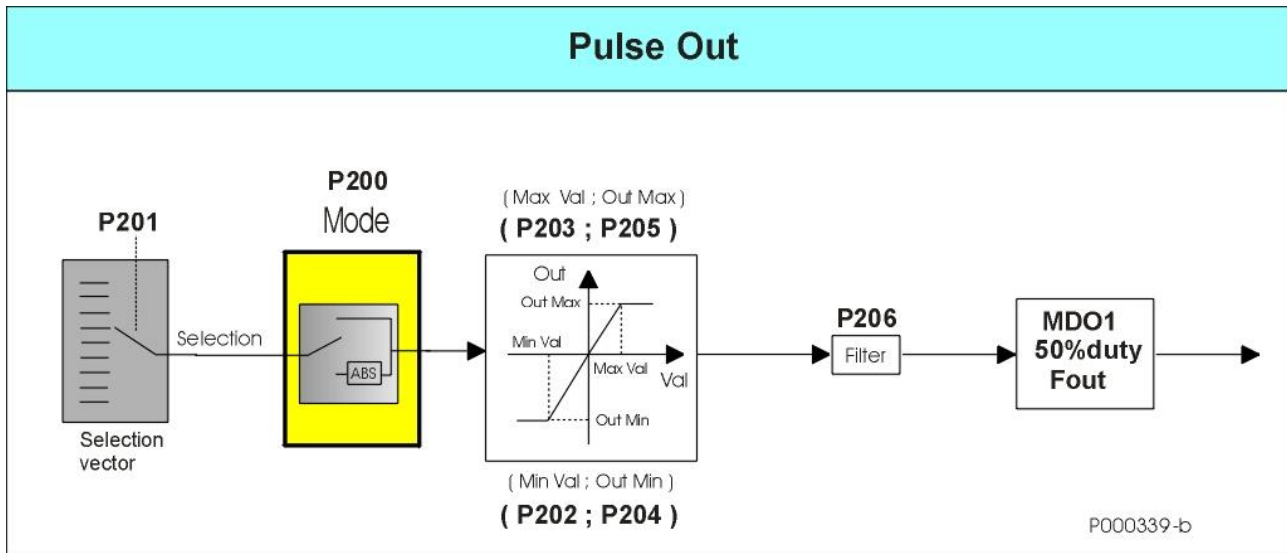 Pulse Out
P201
Selection
Selection
vector
P200
Mode
ABS
( Max Val ; Out Max )
( P203 ; P205 )
Out
Out Max
Min Val
Max Val
Val
Out Min
( Min Val ; Out Min )
( P202 ; P204 )
P206
Filter
MDO1
50%duty
Fout
P000339-b